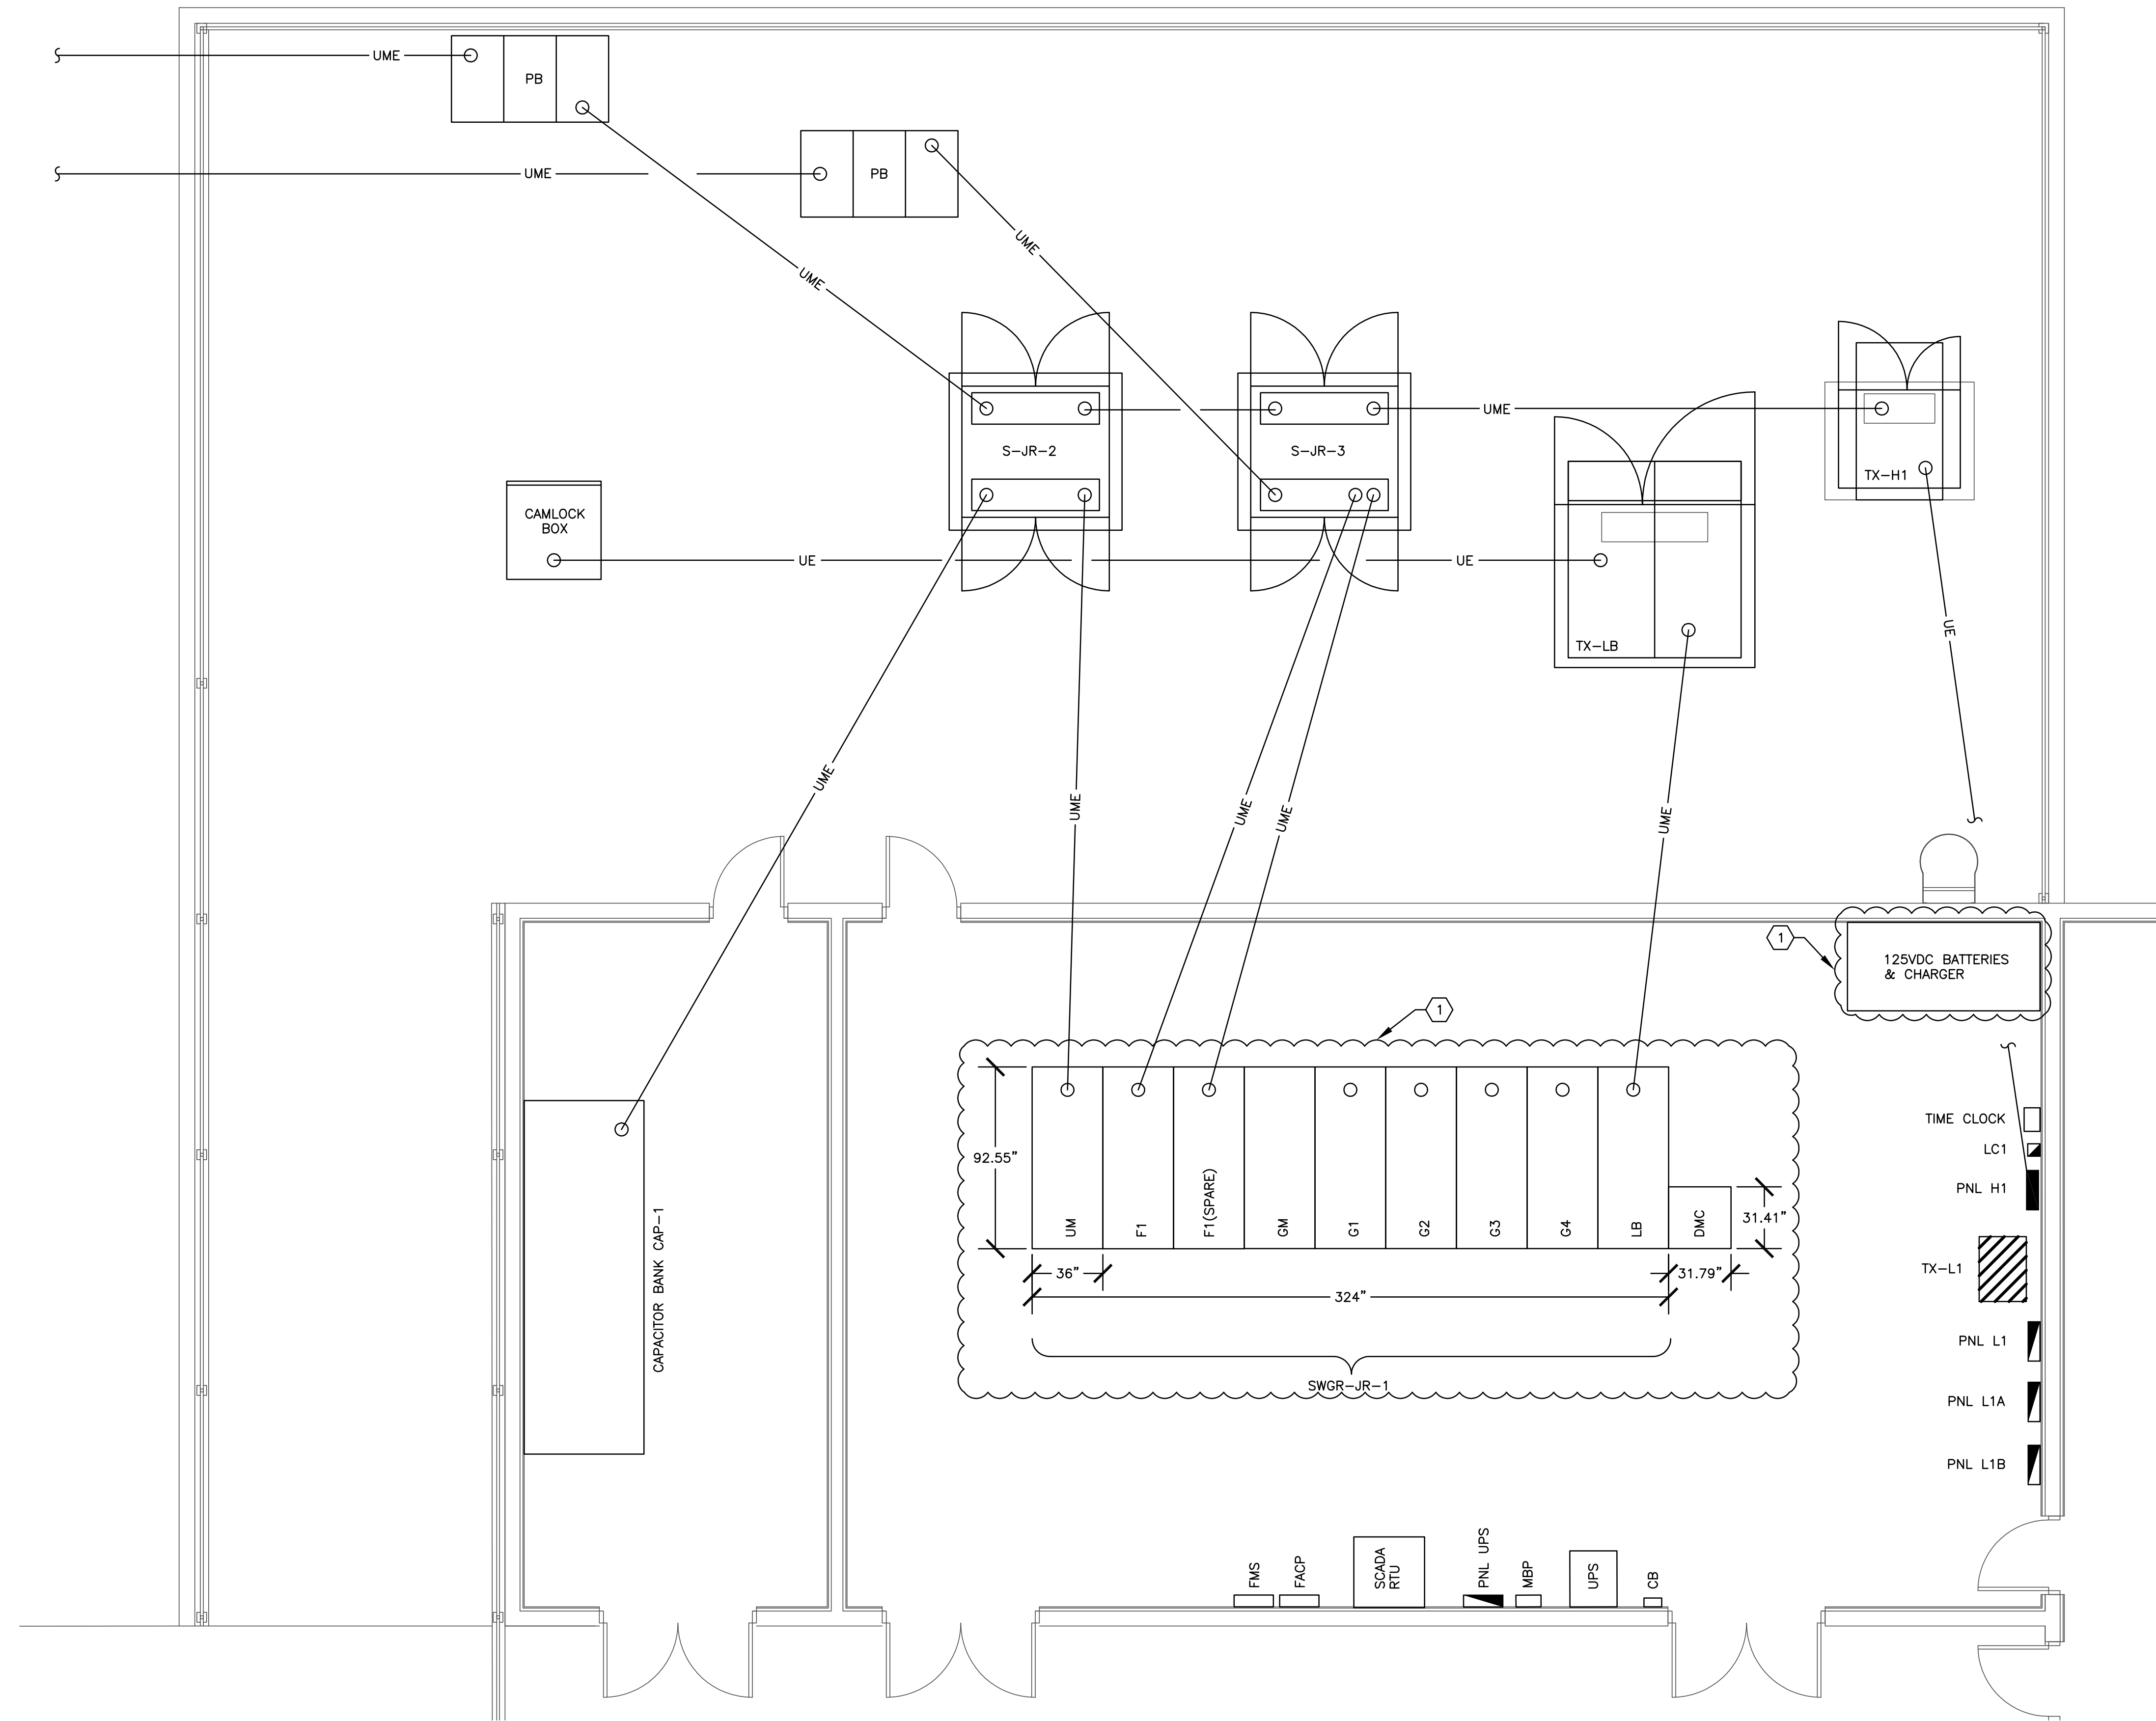 UME
PB
UME
PB
UME
UME
S-JR-2
S-JR-3
UME
TX-H1
CAMLOCK
BOX
UE
UE
TX-LB
UE
UME
UME
UME
UME
UME
1
125VDC BATTERIES
& CHARGER
1
92.55"
UM
F1
F1(SPARE)
GM
G1
G2
G3
G4
LB
DMC
31.41"
36"
31.79"
324"
SWGR-JR-1
CAPACITOR BANK CAP-1
TIME CLOCK
LC1
PNL H1
TX-L1
PNL L1
PNL L1A
PNL L1B
FMS
FACP
SCADA
RTU
PNL UPS
MBP
UPS
CB